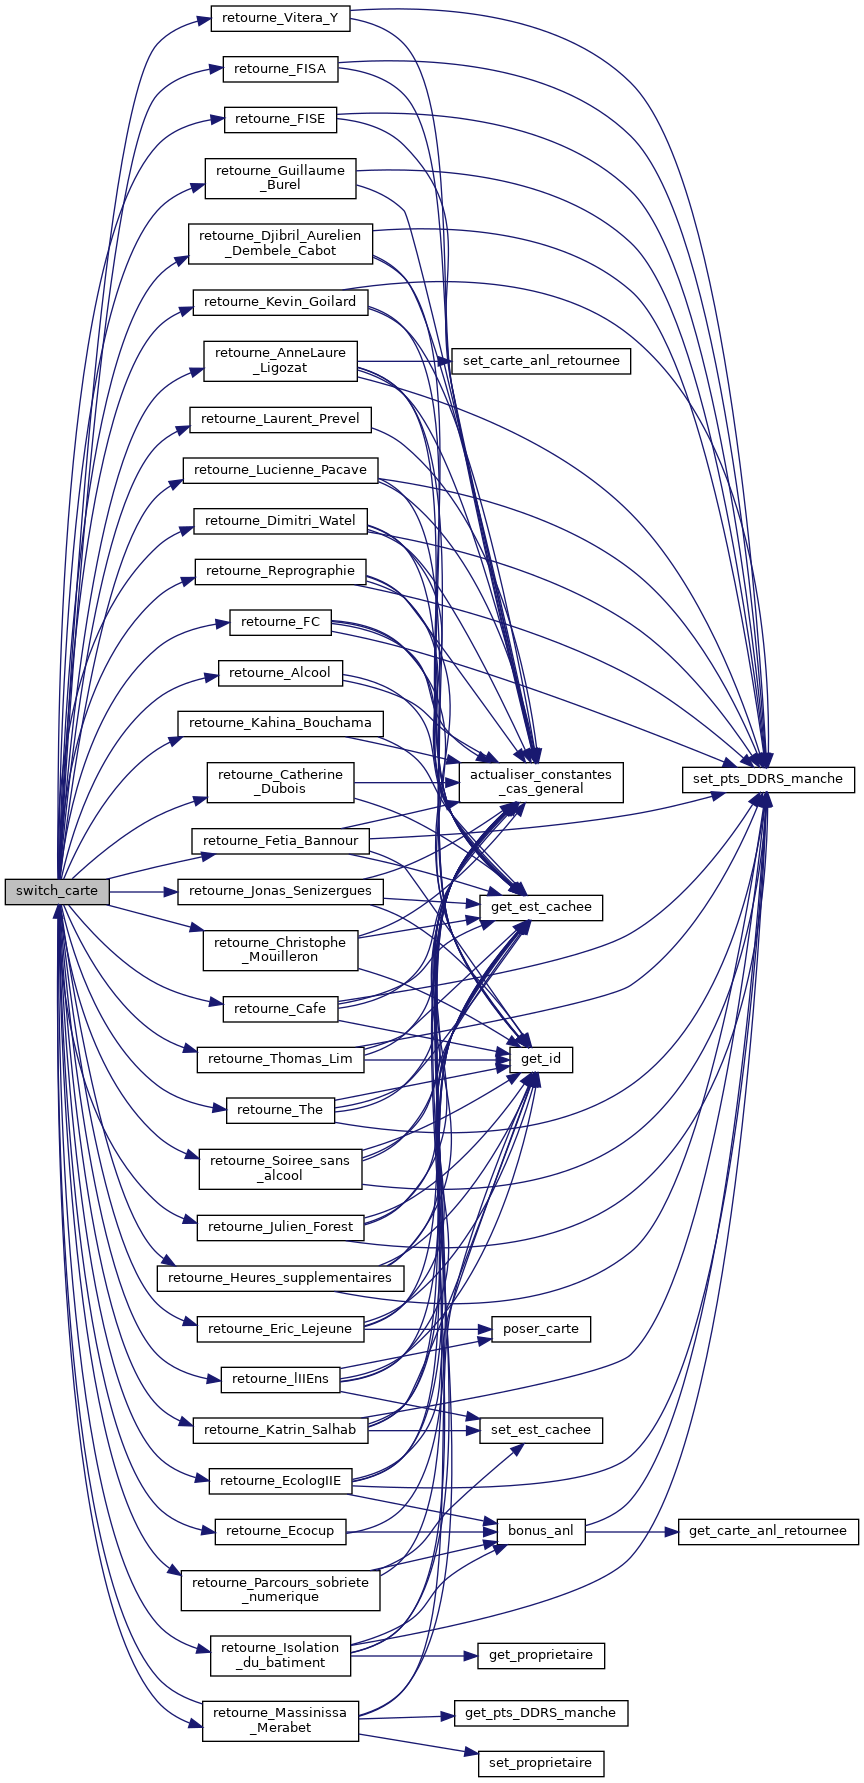 retourne_Vitera_Y
retourne_FISA
retourne_FISE
retourne_Guillaume
_Burel
retourne_Djibril_Aurelien
_Dembele_Cabot
retourne_Kevin_Goilard
retourne_AnneLaure
_Ligozat
set_carte_anl_retournee
retourne_Laurent_Prevel
retourne_Lucienne_Pacave
retourne_Dimitri_Watel
retourne_Reprographie
retourne_FC
retourne_Alcool
retourne_Kahina_Bouchama
retourne_Catherine
_Dubois
actualiser_constantes
_cas_general
set_pts_DDRS_manche
retourne_Fetia_Bannour
switch_carte
retourne_Jonas_Senizergues
get_est_cachee
retourne_Christophe
_Mouilleron
retourne_Cafe
retourne_Thomas_Lim
get_id
retourne_The
retourne_Soiree_sans
_alcool
retourne_Julien_Forest
retourne_Heures_supplementaires
retourne_Eric_Lejeune
poser_carte
retourne_lIIEns
retourne_Katrin_Salhab
set_est_cachee
retourne_EcologIIE
retourne_Ecocup
bonus_anl
get_carte_anl_retournee
retourne_Parcours_sobriete
_numerique
retourne_Isolation
_du_batiment
get_proprietaire
retourne_Massinissa
_Merabet
get_pts_DDRS_manche
set_proprietaire